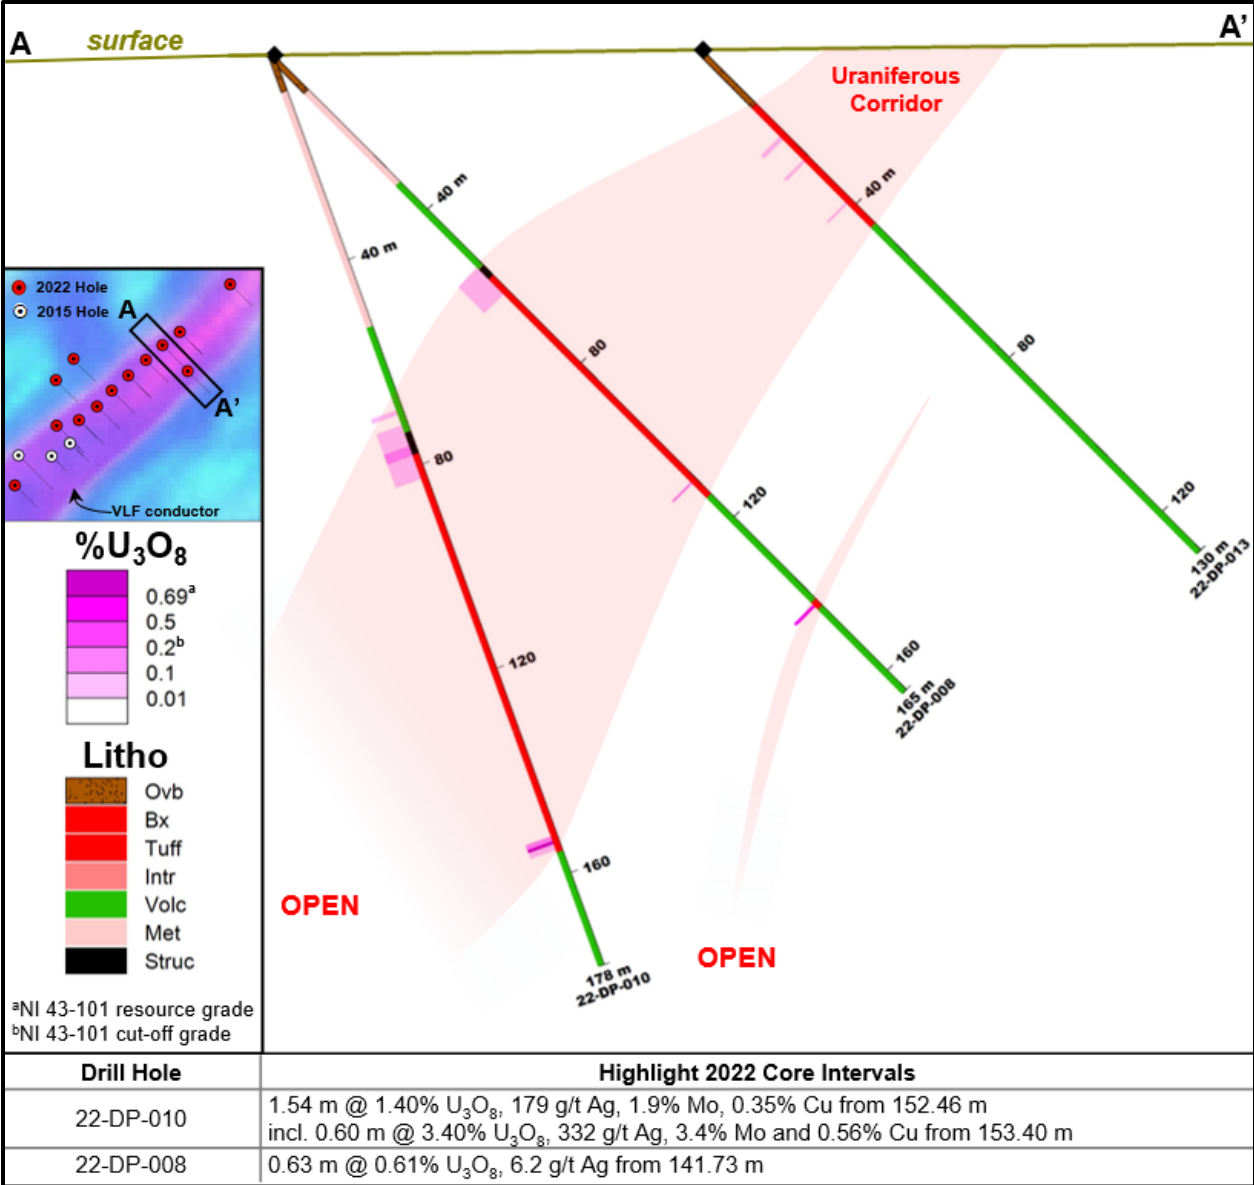 A
surface
A’
Uraniferous
Corridor
40 m
40 m
40 m
80
80
80
120
120
120
130 m
22-DP-013
160
165 m
22-DP-008
160
178 m
22-DP-010
OPEN
OPEN
2022 Hole
2015 Hole
A
A’
VLF conductor
%U₃O₈
0.69ᵃ
0.5
0.2ᵇ
0.1
0.01
Litho
Ovb
Bx
Tuff
Intr
Volc
Met
Struc
ᵃNI 43-101 resource grade
ᵇNI 43-101 cut-off grade
Drill Hole Highlight 2022 Core Intervals
22-DP-010
1.54 m @ 1.40% U₃O₈, 179 g/t Ag, 1.9% Mo, 0.35% Cu from 152.46 m
incl. 0.60 m @ 3.40% U₃O₈, 332 g/t Ag, 3.4% Mo and 0.56% Cu from 153.40 m
22-DP-008 0.63 m @ 0.61% U₃O₈, 6.2 g/t Ag from 141.73 m